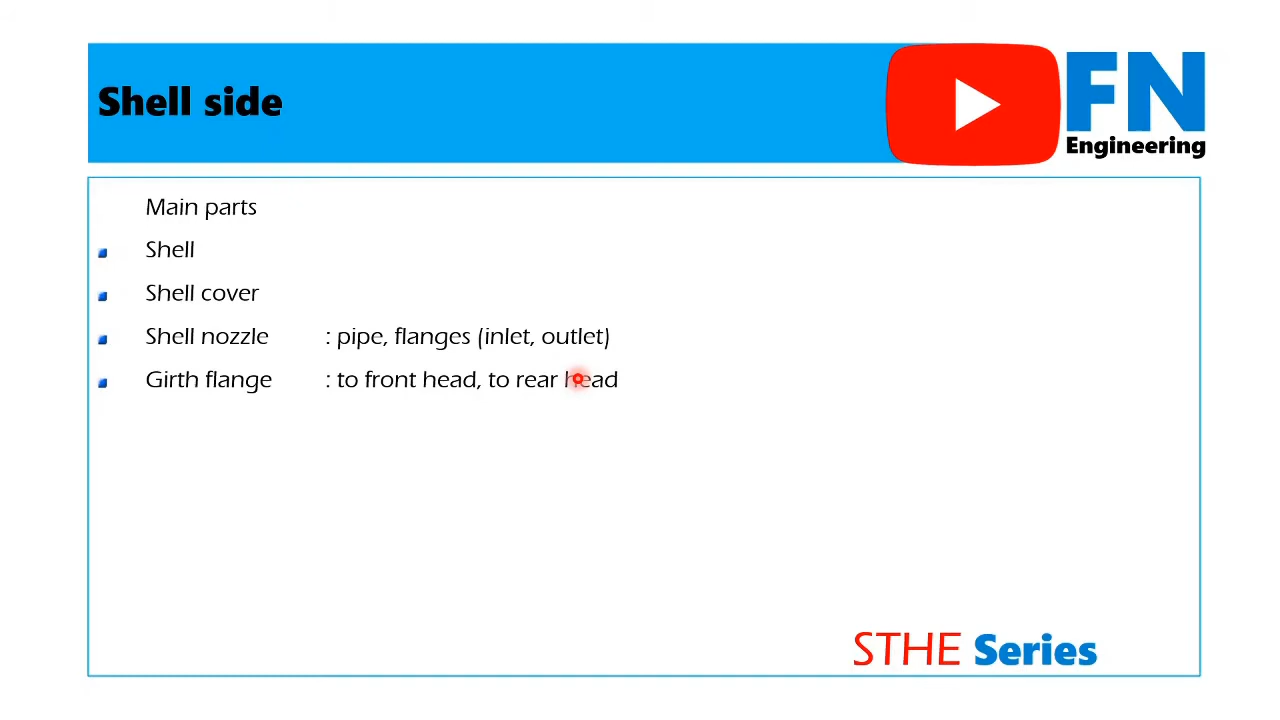 Shell side
FN
Engineering
Main parts
Shell
Shell cover
Shell nozzle : pipe, flanges (inlet, outlet)
Girth flange : to front head, to rear head
STHE Series